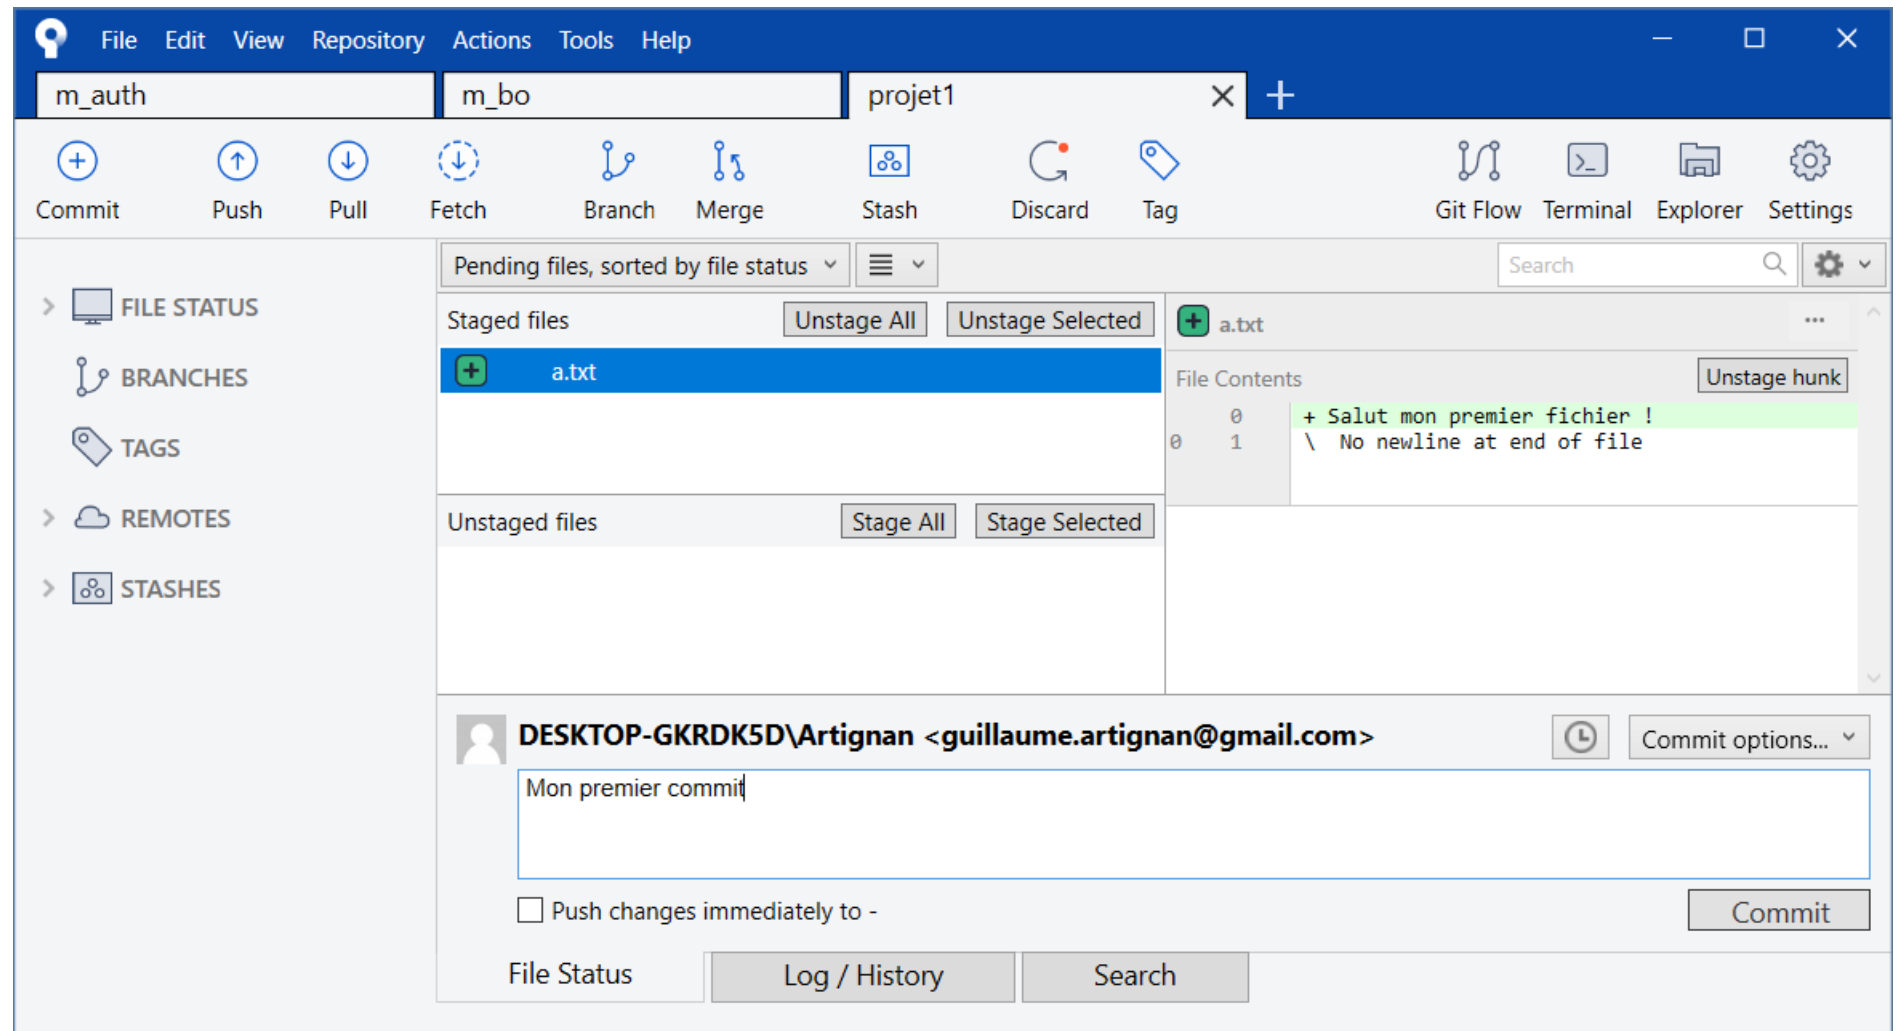 File Edit View Repository Actions Tools Help
m_auth m_bo projet1
Commit Push Pull Fetch Branch Merge Stash Discard Tag Git Flow Terminal Explorer Settings
Pending files, sorted by file status Search
FILE STATUS
BRANCHES
TAGS
REMOTES
STASHES
Staged files Unstage All Unstage Selected
a.txt
Unstaged files Stage All Stage Selected
a.txt ...
File Contents Unstage hunk
0 + Salut mon premier fichier !
0 1 \ No newline at end of file
DESKTOP-GKRDK5D\Artignan <guillaume.artignan@gmail.com> Commit options...
Mon premier commit
Push changes immediately to - Commit
File Status Log / History Search